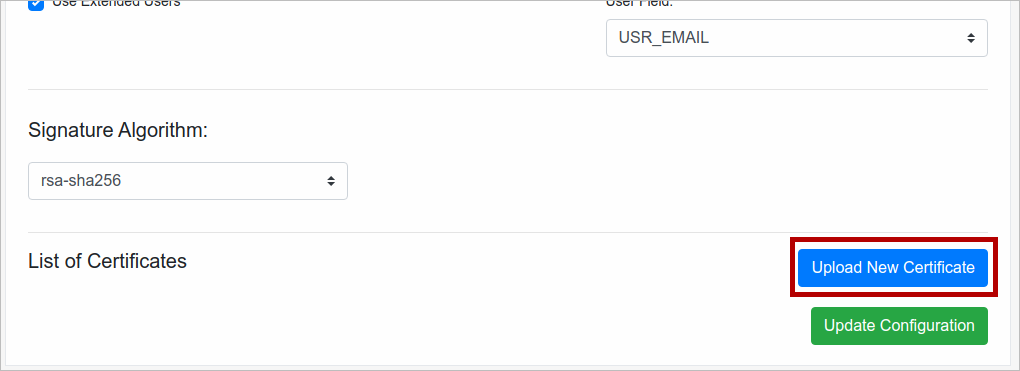 Use Extended Users
User Field:
USR_EMAIL
Signature Algorithm:
rsa-sha256
List of Certificates
Upload New Certificate
Update Configuration